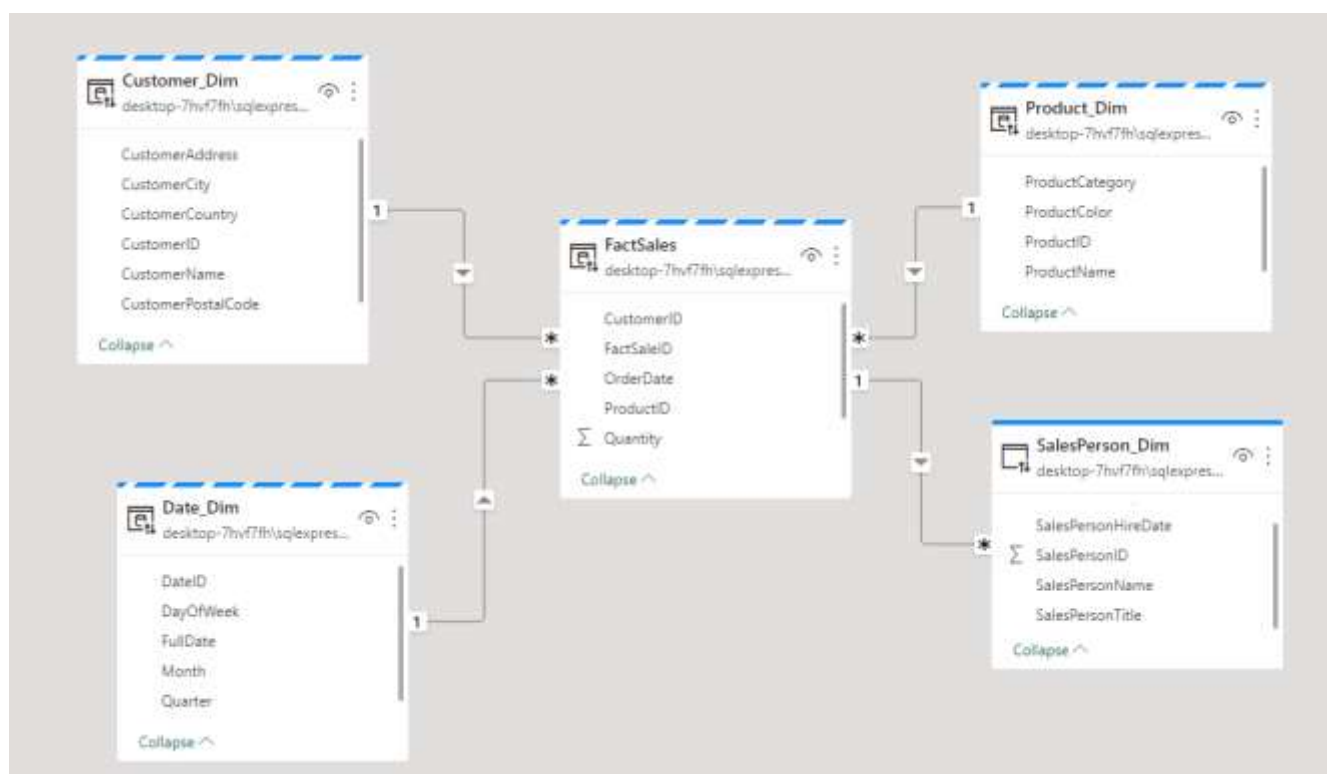 Customer_Dim
desktop-7hvf7fh\sqlexpres...
CustomerAddress
CustomerCity
CustomerCountry
CustomerID
CustomerName
CustomerPostalCode
Collapse
1
*
Product_Dim
desktop-7hvf7fh\sqlexpres...
ProductCategory
ProductColor
ProductID
ProductName
Collapse
1
*
FactSales
desktop-7hvf7fh\sqlexpres...
CustomerID
FactSaleID
OrderDate
ProductID
Σ Quantity
Collapse
*
1
Date_Dim
desktop-7hvf7fh\sqlexpres...
DateID
DayOfWeek
FullDate
Month
Quarter
Collapse
1
SalesPerson_Dim
desktop-7hvf7fh\sqlexpres...
SalesPersonHireDate
Σ SalesPersonID
SalesPersonName
SalesPersonTitle
Collapse
*